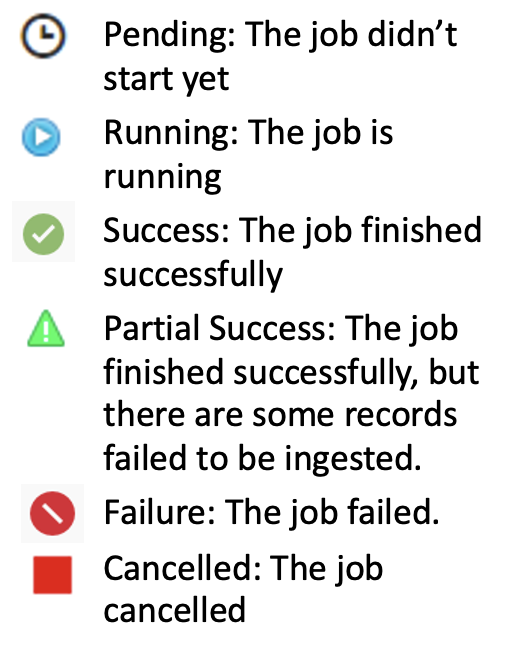 Pending: The job didn’t
start yet
Running: The job is
running
Success: The job finished
successfully
Partial Success: The job
finished successfully, but
there are some records
failed to be ingested.
Failure: The job failed.
Cancelled: The job
cancelled